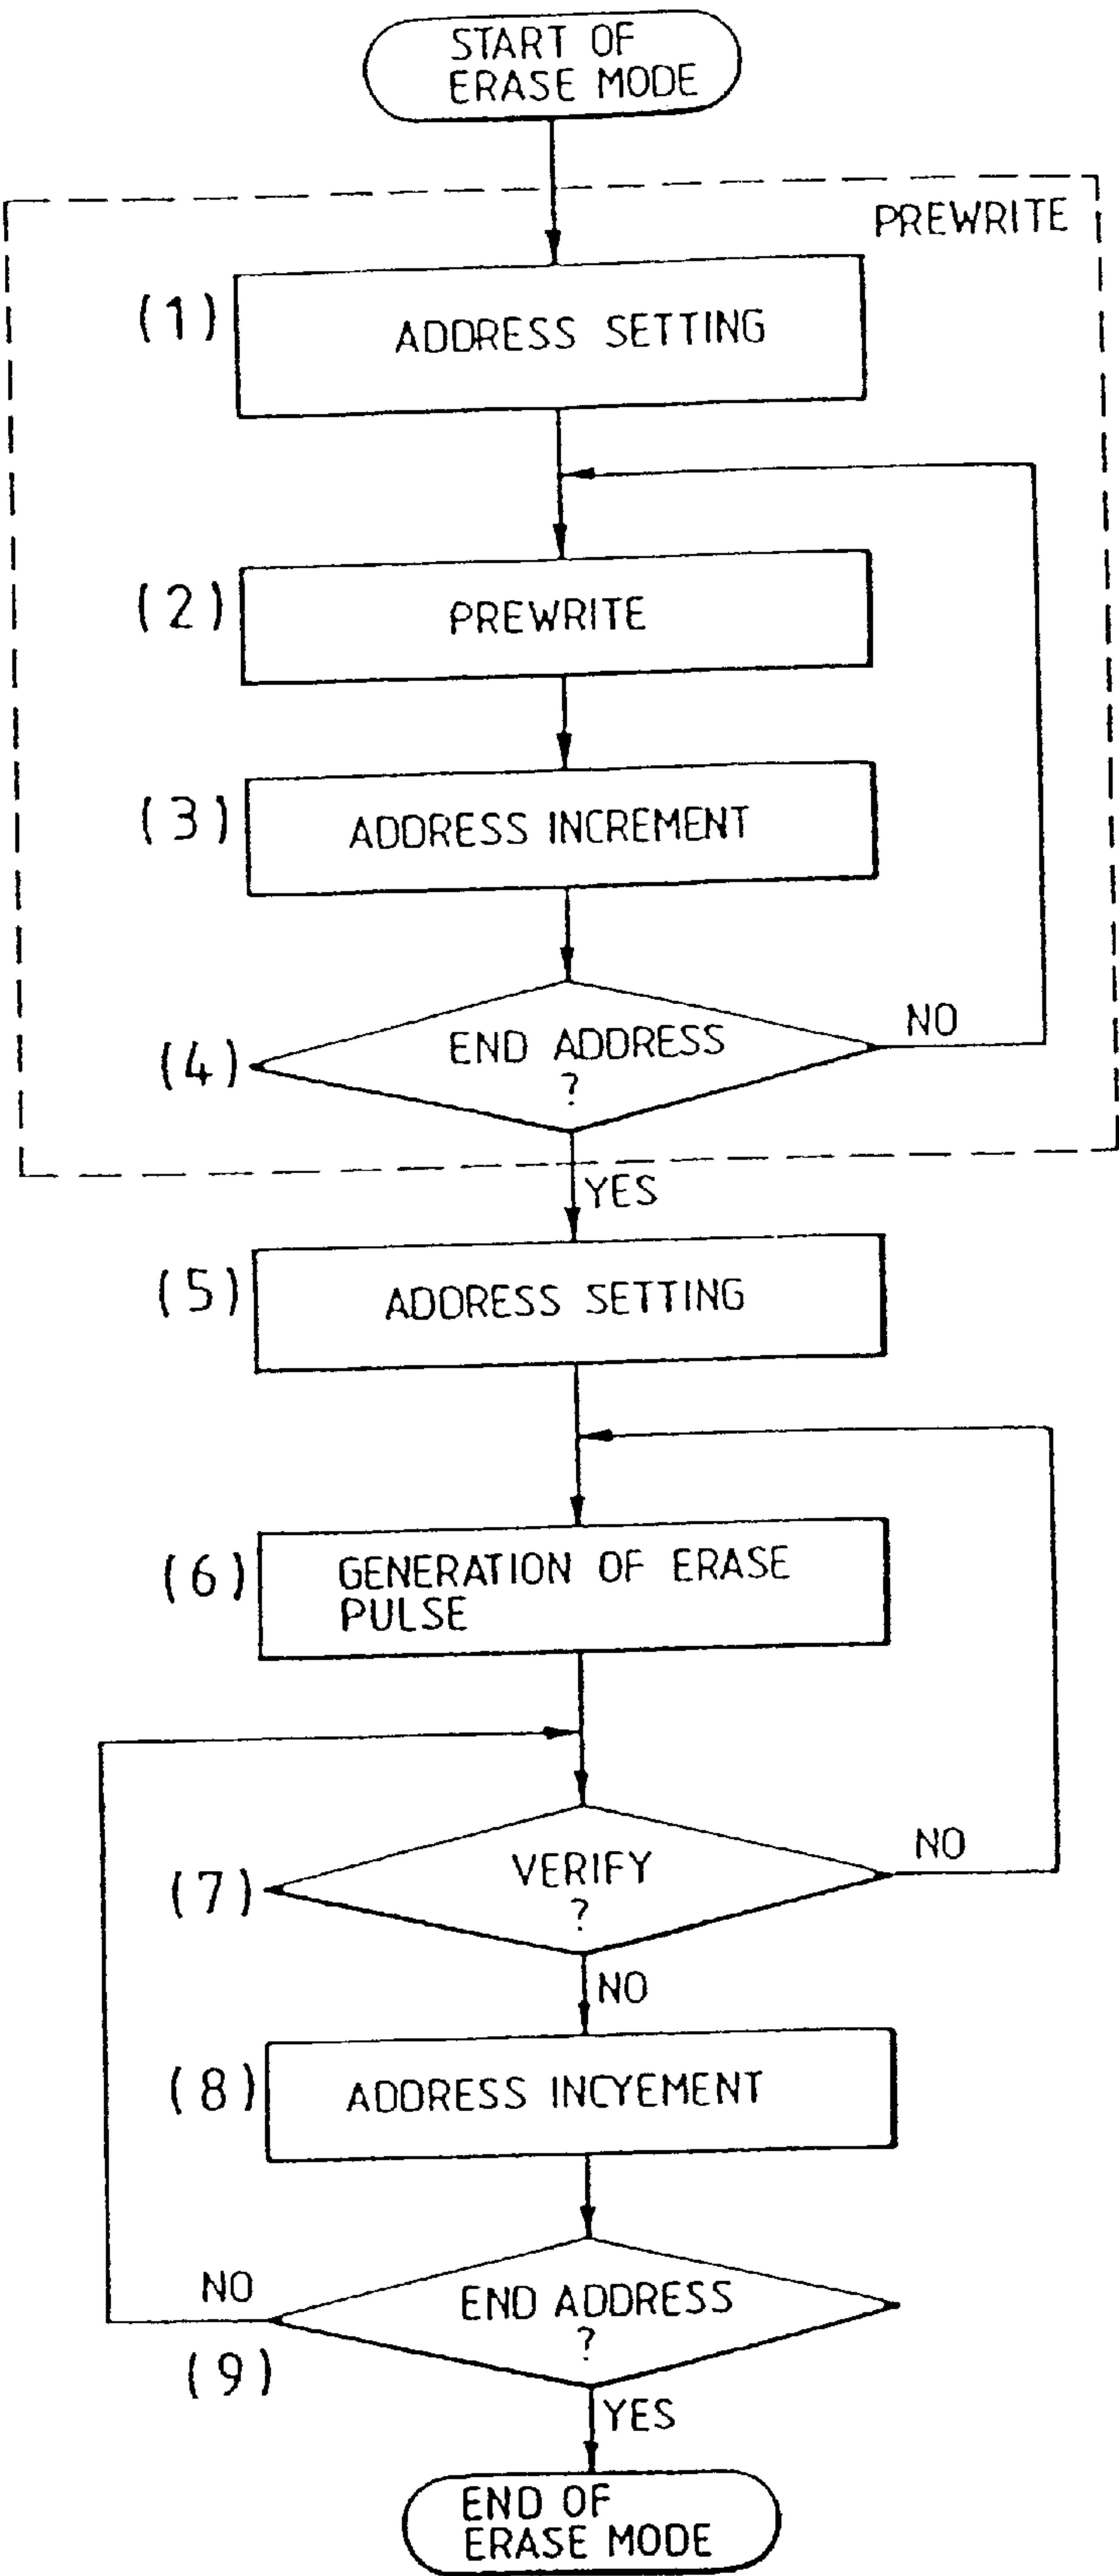 START OF
ERASE MODE
PREWRITE
(1)
ADDRESS SETTING
(2)
PREWRITE
(3)
ADDRESS INCREMENT
(4)
END ADDRESS
?
NO
YES
(5)
ADDRESS SETTING
(6)
GENERATION OF ERASE
PULSE
(7)
VERIFY
?
NO
NO
(8)
ADDRESS INCYEMENT
(9)
END ADDRESS
?
NO
YES
END OF
ERASE MODE